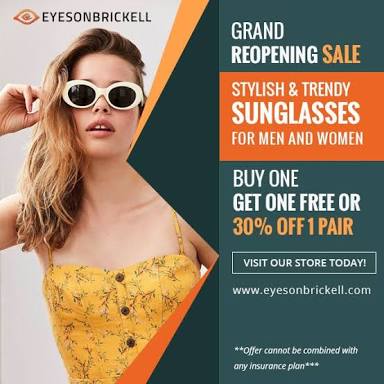 EYESONBRICKELL
GRAND
REOPENING SALE
STYLISH & TRENDY
SUNGLASSES
FOR MEN AND WOMEN
BUY ONE
GET ONE FREE OR
30% OFF 1 PAIR
VISIT OUR STORE TODAY!
www.eyesonbrickell.com
**Offer cannot be combined with
any insurance plan***